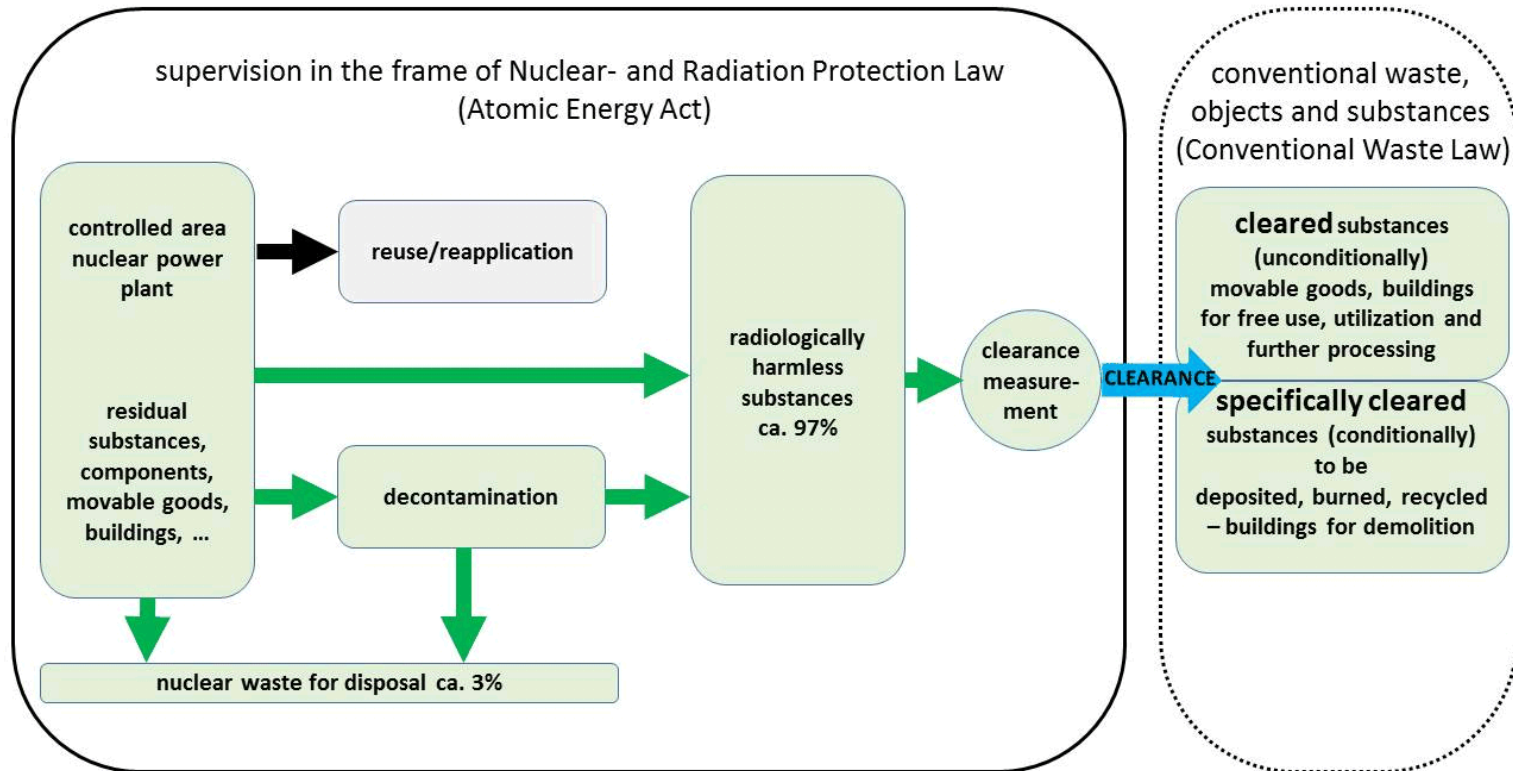 supervision in the frame of Nuclear- and Radiation Protection Law
(Atomic Energy Act)
controlled area
nuclear power
plant
residual
substances,
components,
movable goods,
buildings, ...
reuse/reapplication
decontamination
nuclear waste for disposal ca. 3%
radiologically
harmless
substances
ca. 97%
clearance
measure-
ment
CLEARANCE
conventional waste,
objects and substances
(Conventional Waste Law)
cleared substances
(unconditionally)
movable goods, buildings
for free use, utilization and
further processing
specifically cleared
substances (conditionally)
to be
deposited, burned, recycled
– buildings for demolition